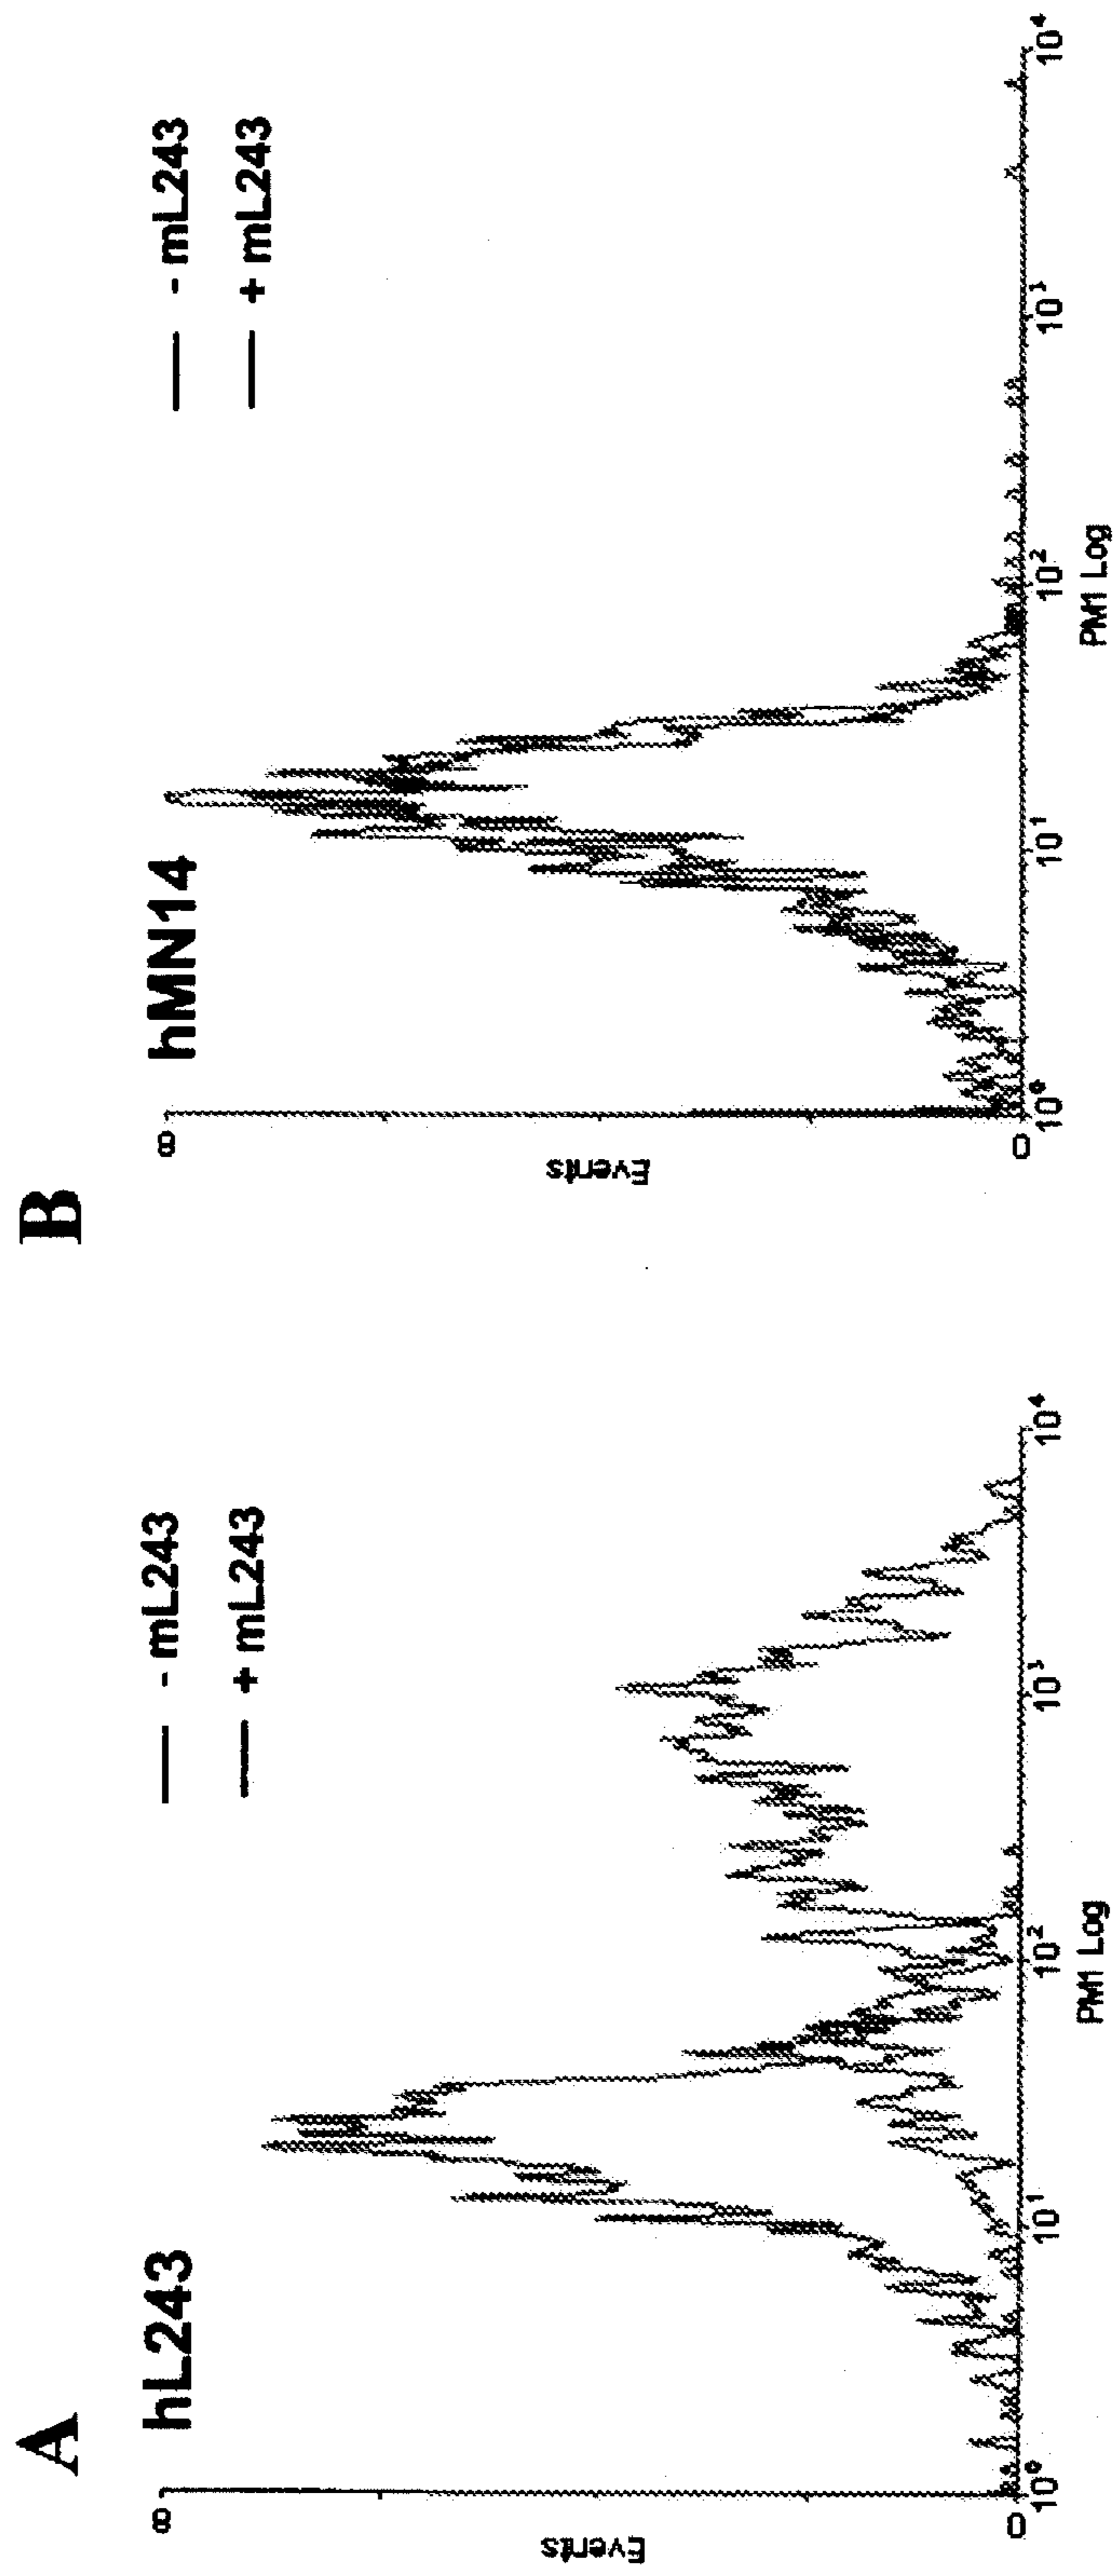 A
hL243
- mL243
+ mL243
8
Events
0
10⁰
10¹
10²
10³
10⁴
PM1 Log
B
hMN14
- mL243
+ mL243
8
Events
0
10⁰
10¹
10²
10³
10⁴
PM1 Log